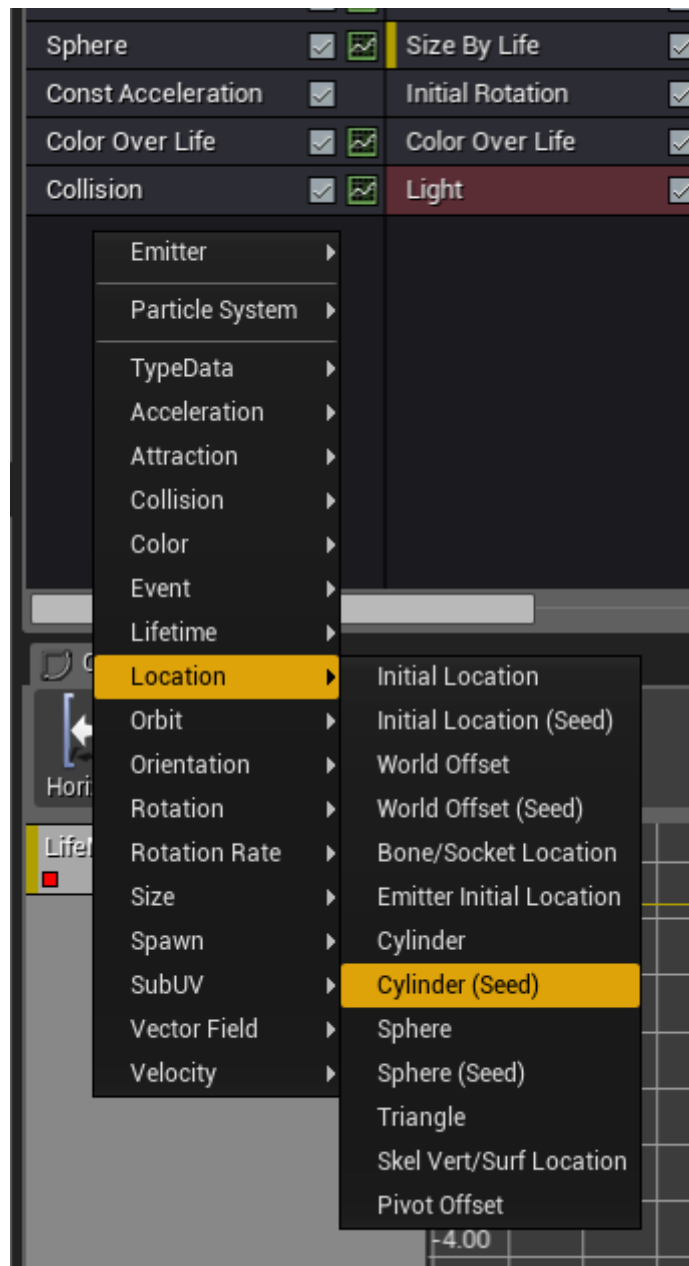 Sphere
Size By Life
Const Acceleration
Initial Rotation
Color Over Life
Color Over Life
Collision
Light
Emitter
Particle System
TypeData
Acceleration
Attraction
Collision
Color
Event
Lifetime
Location
Orbit
Orientation
Rotation
Rotation Rate
Size
Spawn
SubUV
Vector Field
Velocity
Initial Location
Initial Location (Seed)
World Offset
World Offset (Seed)
Bone/Socket Location
Emitter Initial Location
Cylinder
Cylinder (Seed)
Sphere
Sphere (Seed)
Triangle
Skel Vert/Surf Location
Pivot Offset
Hori
-4.00